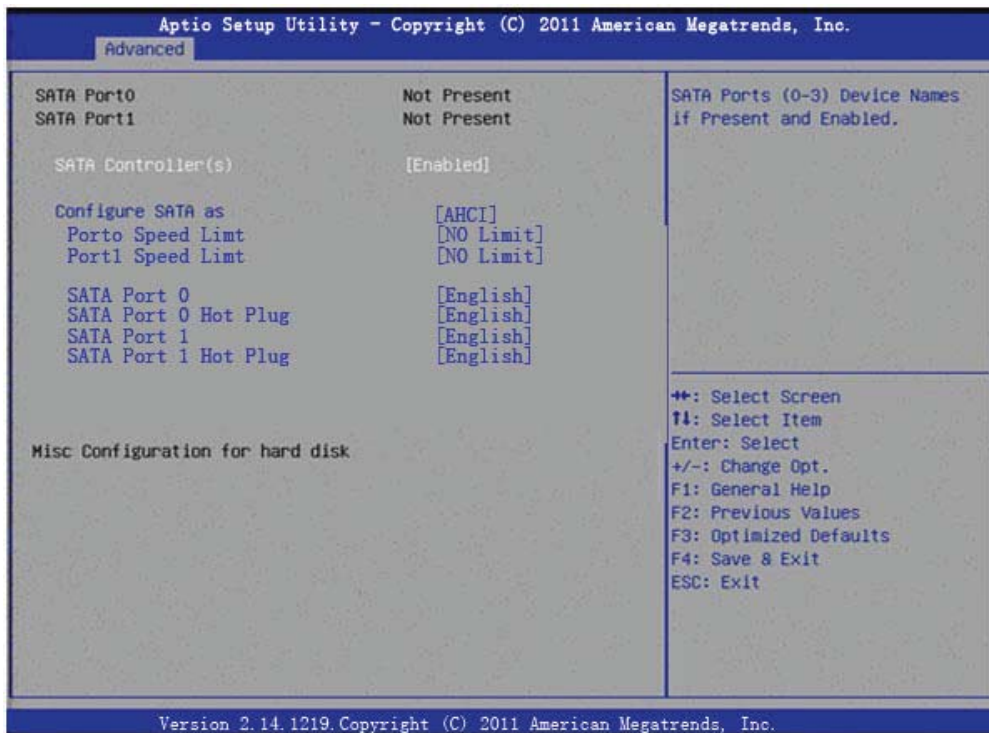 Aptio Setup Utility - Copyright (C) 2011 American Megatrends, Inc.
Advanced
SATA Port0 Not Present
SATA Port1 Not Present
SATA Controller(s) [Enabled]
Configure SATA as [AHCI]
Porto Speed Limt [NO Limit]
Port1 Speed Limt [NO Limit]
SATA Port 0 [English]
SATA Port 0 Hot Plug [English]
SATA Port 1 [English]
SATA Port 1 Hot Plug [English]
Misc Configuration for hard disk
SATA Ports (0-3) Device Names
if Present and Enabled.
→←: Select Screen
↑↓: Select Item
Enter: Select
+/-: Change Opt.
F1: General Help
F2: Previous Values
F3: Optimized Defaults
F4: Save & Exit
ESC: Exit
Version 2.14.1219.Copyright (C) 2011 American Megatrends, Inc.